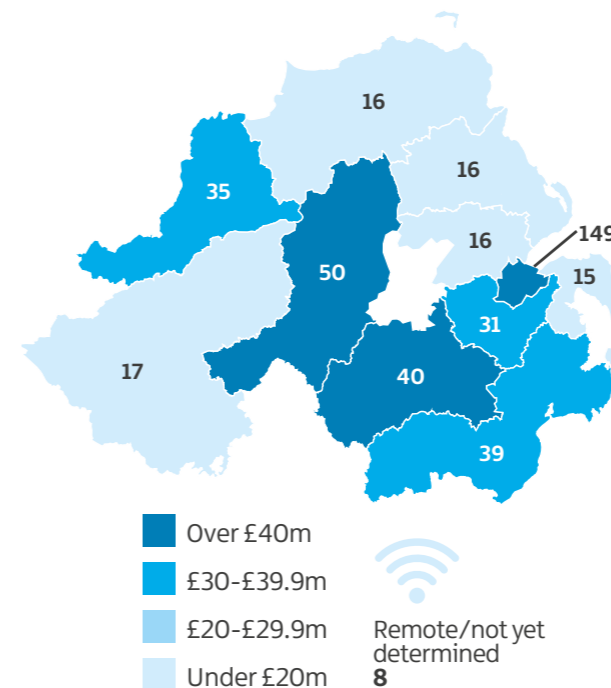 16
35
16
149
16
15
50
31
17
40
39
Over £40m
£30-£39.9m
£20-£29.9m
Under £20m
Remote/not yet
determined
8